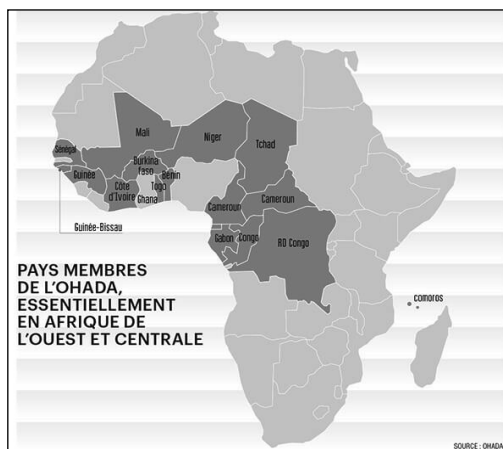 Mali
Niger
Tchad
Sénégal
Guinée
Burkina
faso
Bénin
Côte
d'Ivoire
Togo
Ghana
Cameroun
Cameroun
Guinée-Bissau
Gabon
Congo
RD Congo
PAYS MEMBRES
DE L'OHADA,
ESSENTIELLEMENT
EN AFRIQUE DE
L'OUEST ET CENTRALE
comoros
SOURCE : OHADA